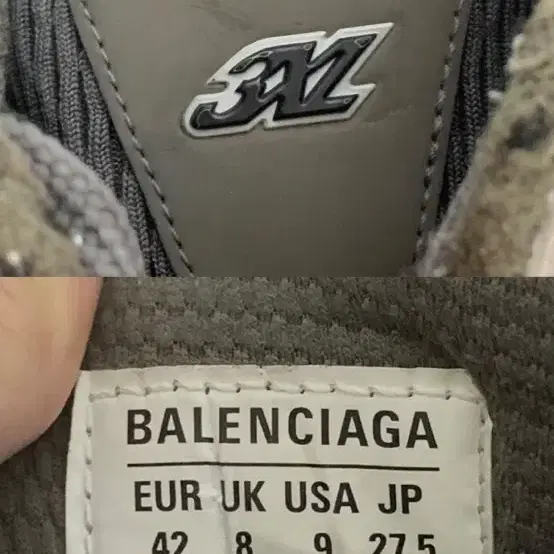 3XL
BALENCIAGA
EUR UK USA JP
42 8 9 27.5